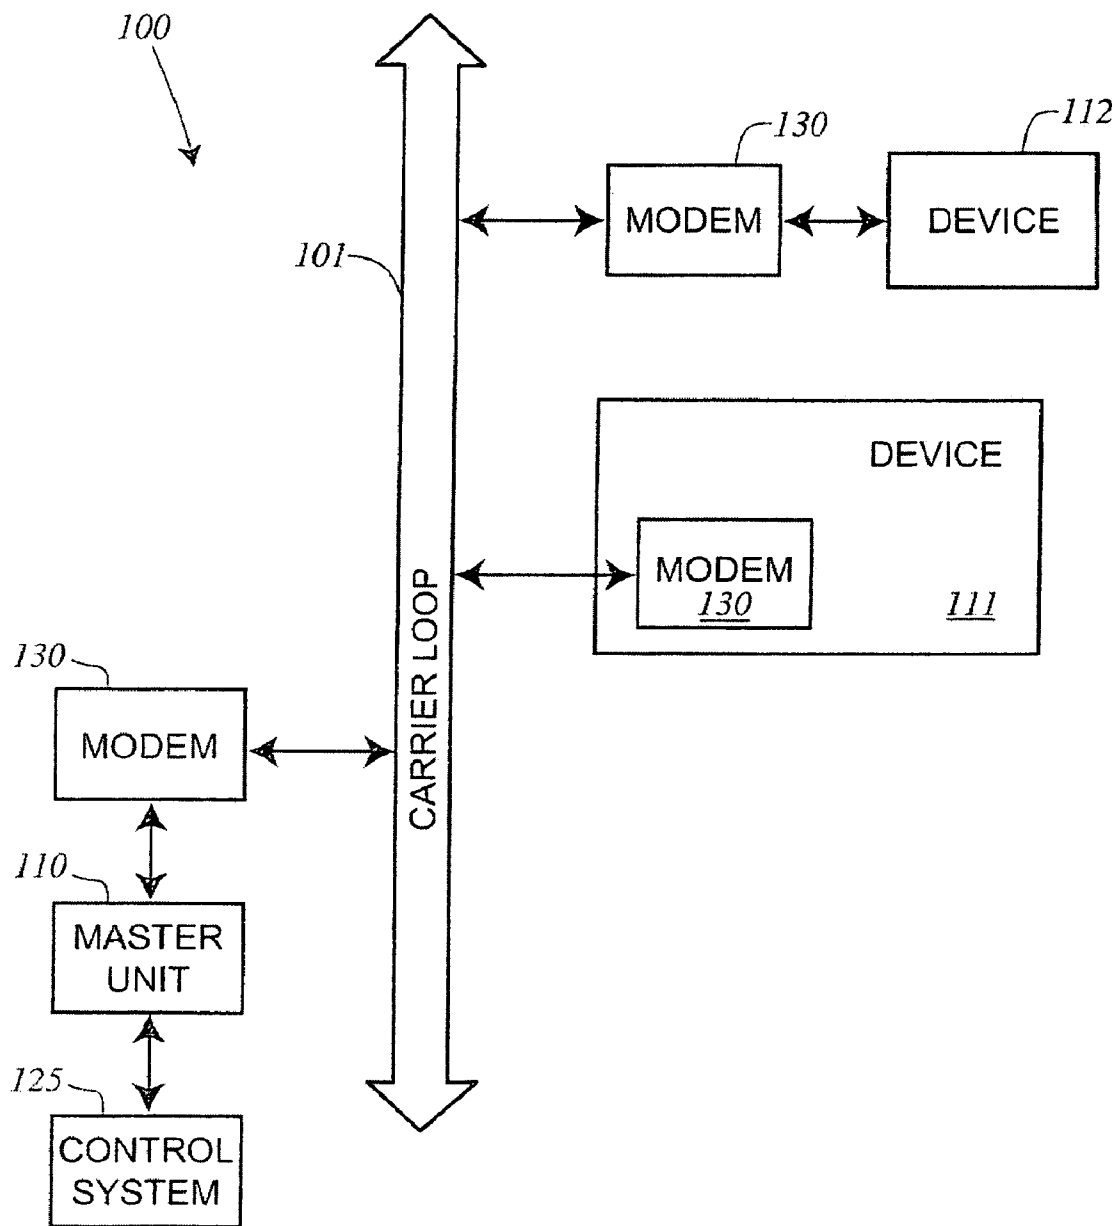 100
130
112
MODEM
DEVICE
101
DEVICE
MODEM
130
111
CARRIER LOOP
130
MODEM
110
MASTER
UNIT
125
CONTROL
SYSTEM